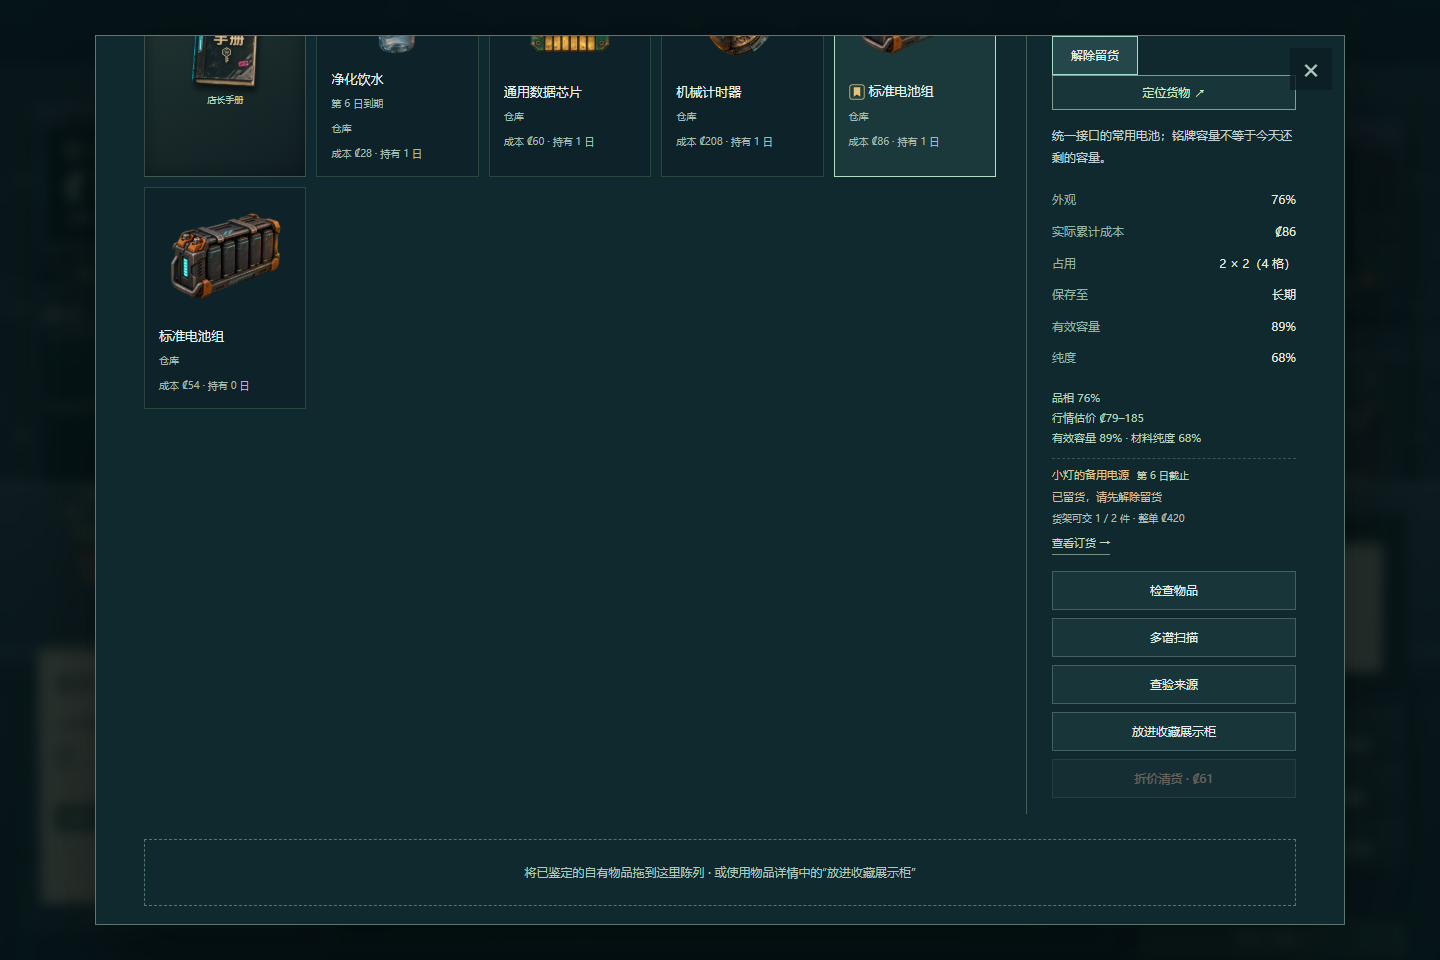 手册
店长手册
净化饮水
第 6 日到期
仓库
成本 ₡28 · 持有 1 日
通用数据芯片
仓库
成本 ₡60 · 持有 1 日
机械计时器
仓库
成本 ₡208 · 持有 1 日
标准电池组
仓库
成本 ₡86 · 持有 1 日
标准电池组
仓库
成本 ₡54 · 持有 0 日
解除留货
定位货物 ↗
统一接口的常用电池；铭牌容量不等于今天还
剩的容量。
外观 76%
实际累计成本 ₡86
占用 2 × 2（4 格）
保存至 长期
有效容量 89%
纯度 68%
品相 76%
行情估价 ₡79–185
有效容量 89% · 材料纯度 68%
小灯的备用电源 第 6 日截止
已留货，请先解除留货
货架可交 1 / 2 件 · 整单 ₡420
查看订货 →
检查物品
多谱扫描
查验来源
放进收藏展示柜
折价清货 · ₡61
将已鉴定的自有物品拖到这里陈列 · 或使用物品详情中的“放进收藏展示柜”